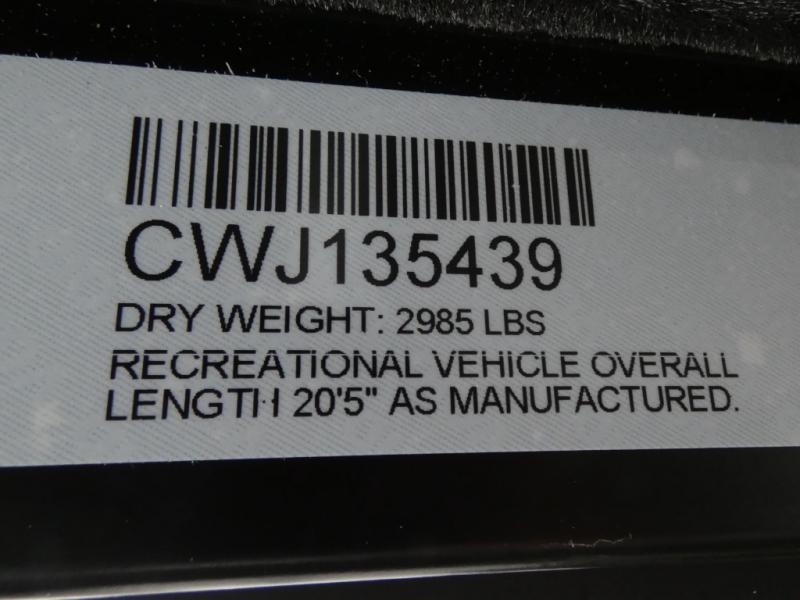 CWJ135439
DRY WEIGHT: 2985 LBS
RECREATIONAL VEHICLE OVERALL
LENGTH 20'5" AS MANUFACTURED.